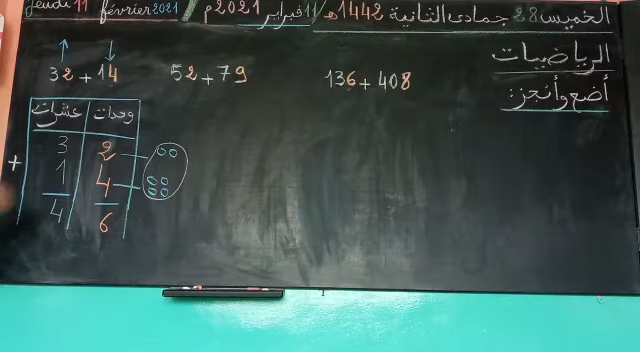 Jeudi 11 février 2021 // الخميس 28 جمادى الثانية 1442هـ / 11 فبراير 2021م
الرياضيات
أضع وأنجز:
32+14 52+79 136+408
عشرات وحدات
3 2
+ 1 4
4 6